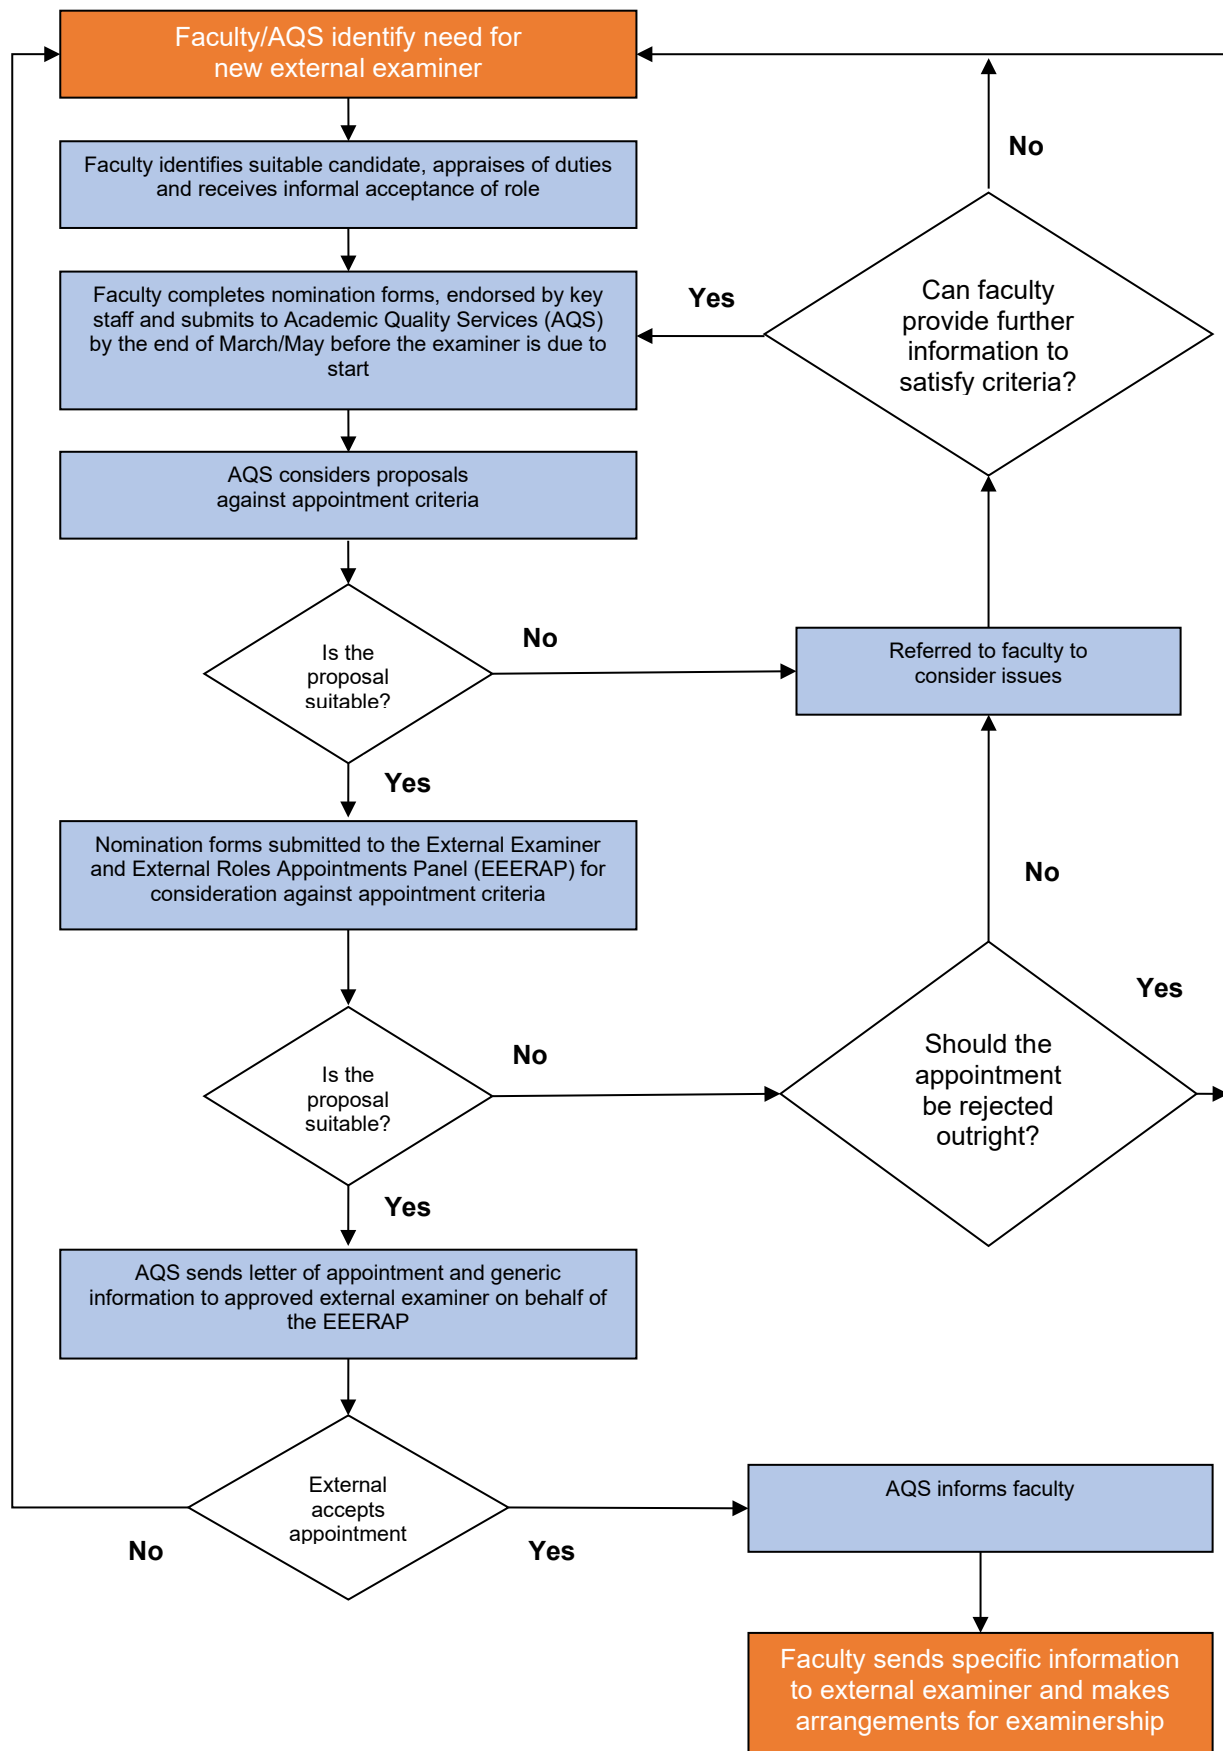 Faculty/AQS identify need for
new external examiner
No
Faculty identifies suitable candidate, appraises of duties
and receives informal acceptance of role
Faculty completes nomination forms, endorsed by key
staff and submits to Academic Quality Services (AQS)
by the end of March/May before the examiner is due to
start
Yes
Can faculty
provide further
information to
satisfy criteria?
AQS considers proposals
against appointment criteria
Is the
proposal
suitable?
No
Referred to faculty to
consider issues
Yes
Nomination forms submitted to the External Examiner
and External Roles Appointments Panel (EEERAP) for
consideration against appointment criteria
No
Is the
proposal
suitable?
No
Should the
appointment
be rejected
outright?
Yes
Yes
AQS sends letter of appointment and generic
information to approved external examiner on behalf of
the EEERAP
External
accepts
appointment
No
Yes
AQS informs faculty
Faculty sends specific information
to external examiner and makes
arrangements for examinership